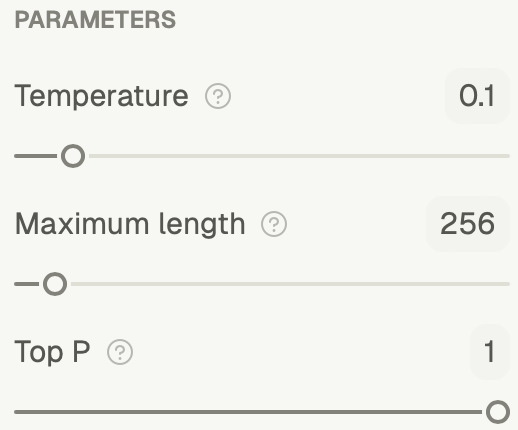 PARAMETERS
Temperature ? 0.1
Maximum length ? 256
Top P ? 1